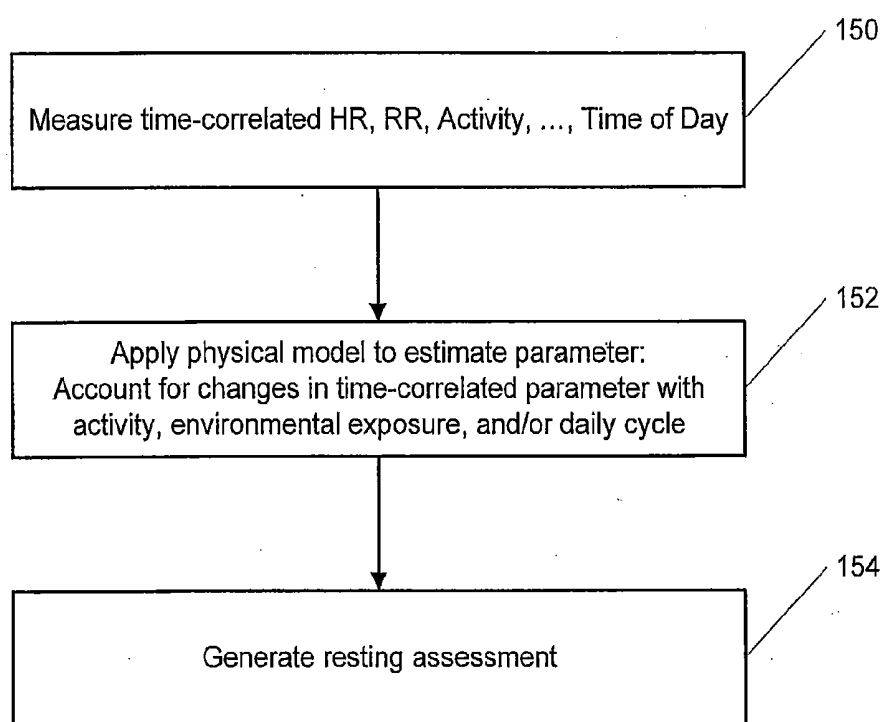 150
Measure time-correlated HR, RR, Activity, ..., Time of Day
152
Apply physical model to estimate parameter:
Account for changes in time-correlated parameter with
activity, environmental exposure, and/or daily cycle
154
Generate resting assessment